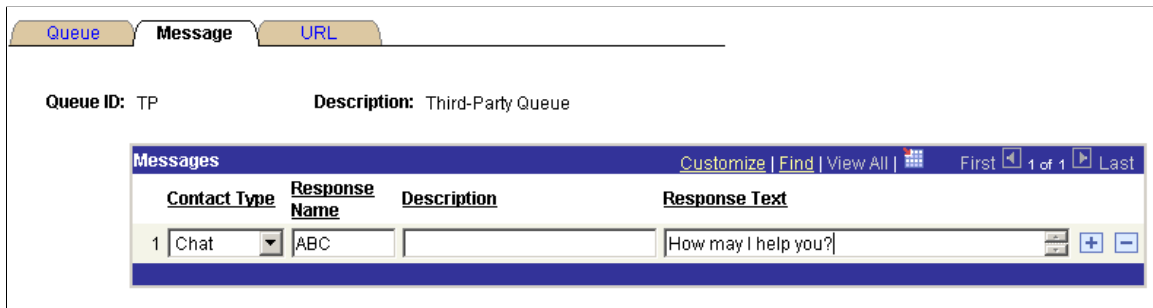 Queue Message URL
Queue ID: TP Description: Third-Party Queue
Messages Customize | Find | View All | First 1 of 1 Last
Contact Type Response Name Description Response Text
1 Chat ABC How may I help you?